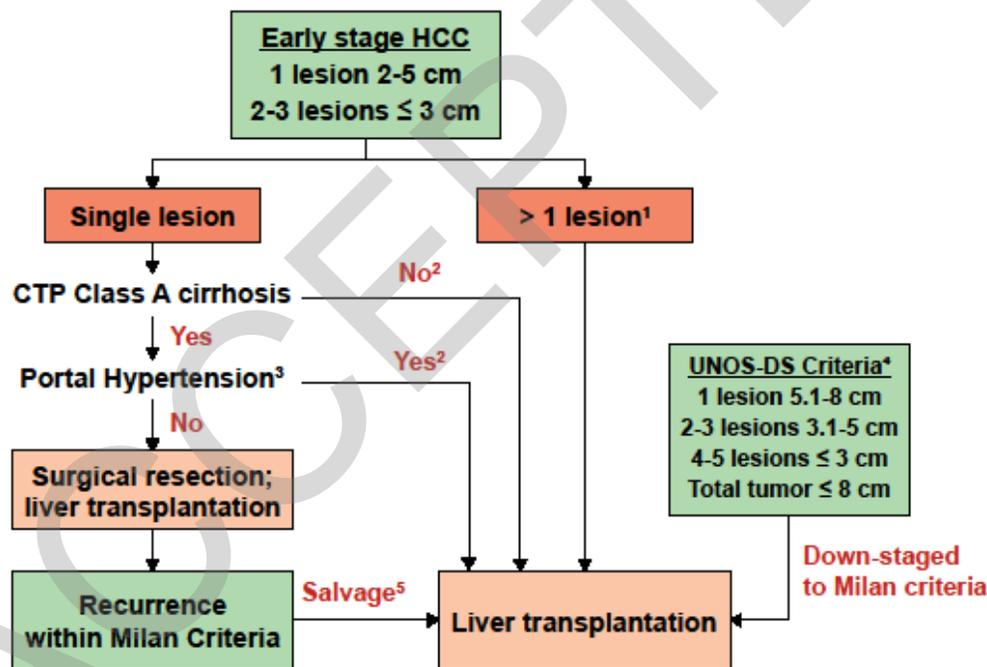 Early stage HCC
1 lesion 2-5 cm
2-3 lesions ≤ 3 cm
Single lesion
> 1 lesion¹
No²
CTP Class A cirrhosis
Yes
Yes²
Portal Hypertension³
No
UNOS-DS Criteria⁴
1 lesion 5.1-8 cm
2-3 lesions 3.1-5 cm
4-5 lesions ≤ 3 cm
Total tumor ≤ 8 cm
Surgical resection;
liver transplantation
Down-staged
to Milan criteria
Recurrence
within Milan Criteria
Salvage⁵
Liver transplantation
CCEPT